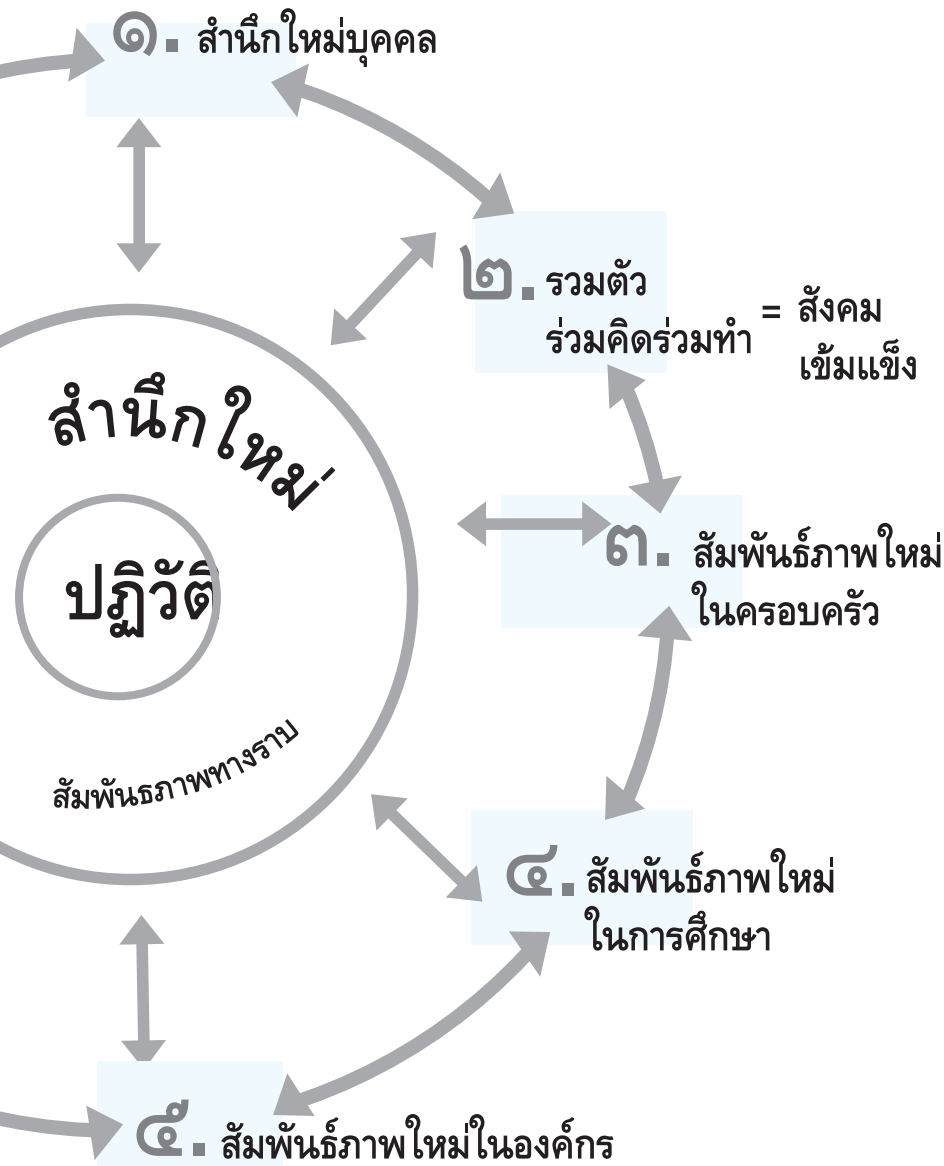 ๑. สำนึกใหม่บุคคล
๒. รวมตัว
ร่วมคิดร่วมทำ = สังคม
เข้มแข็ง
สำนึกใหม่
ปฏิวัติ
๓. สัมพันธ์ภาพใหม่
ในครอบครัว
สัมพันธภาพทางราบ
๔. สัมพันธ์ภาพใหม่
ในการศึกษา
๕. สัมพันธ์ภาพใหม่ในองค์กร